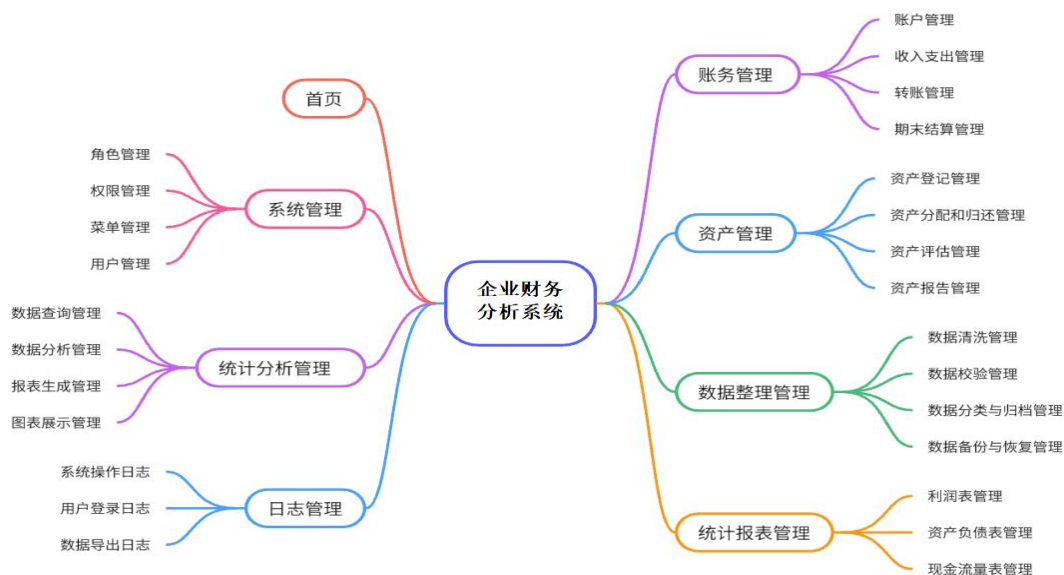 企业财务
分析系统
首页
系统管理
角色管理
权限管理
菜单管理
用户管理
统计分析管理
数据查询管理
数据分析管理
报表生成管理
图表展示管理
日志管理
系统操作日志
用户登录日志
数据导出日志
账务管理
账户管理
收入支出管理
转账管理
期末结算管理
资产管理
资产登记管理
资产分配和归还管理
资产评估管理
资产报告管理
数据整理管理
数据清洗管理
数据校验管理
数据分类与归档管理
数据备份与恢复管理
统计报表管理
利润表管理
资产负债表管理
现金流量表管理